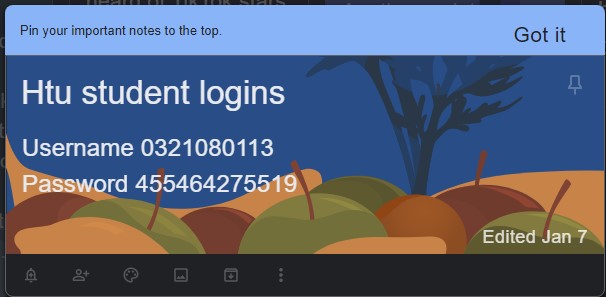 Pin your important notes to the top.
Got it
Htu student logins
Username 0321080113
Password 455464275519
Edited Jan 7